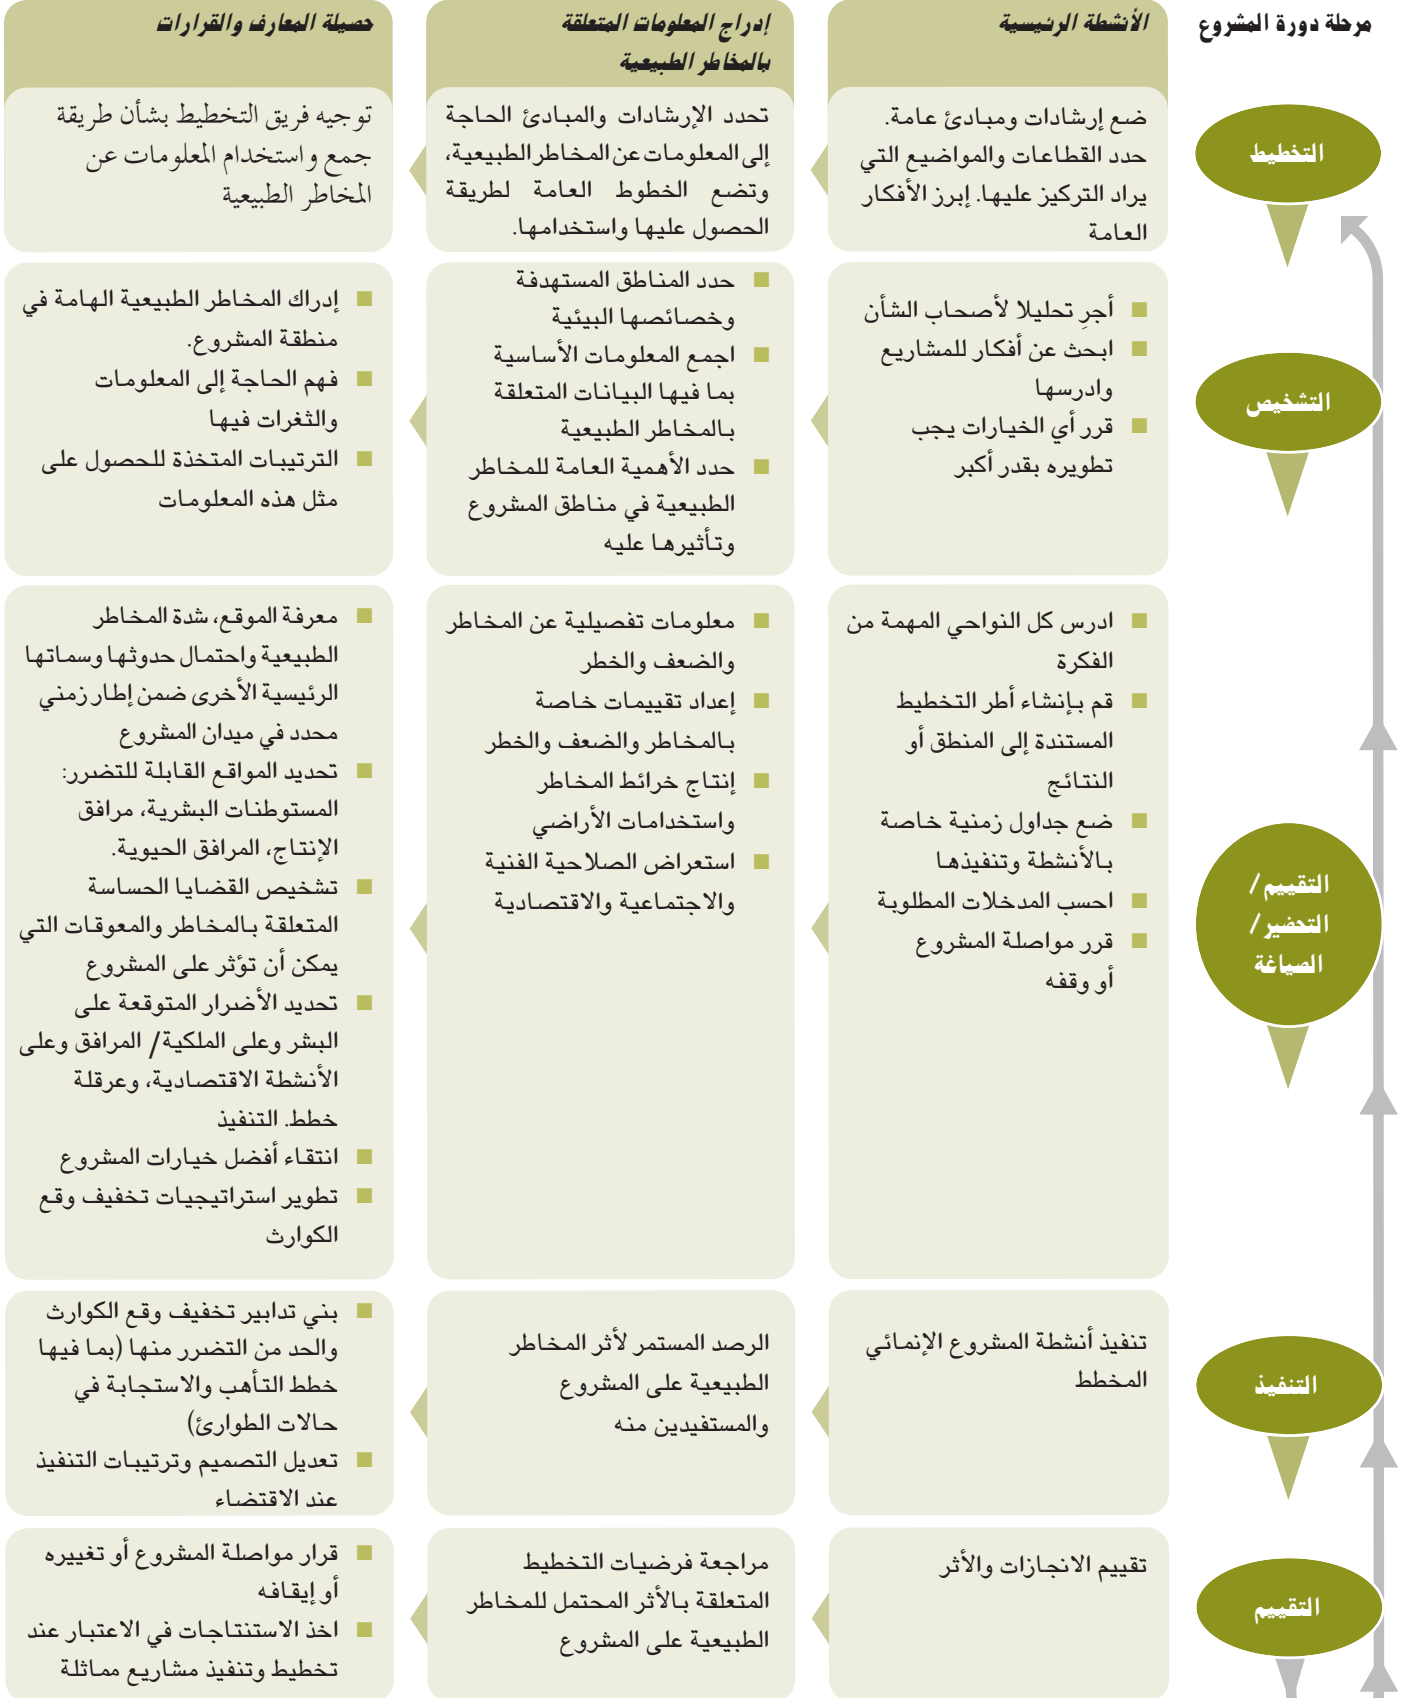 مرحلة دورة المشروع
الأنشطة الرئيسية
إدراج المعلومات المتعلقة
بالمخاطر الطبيعية
حصيلة المعارف والقرارات
التخطيط
ضع إرشادات ومبادئ عامة.
حدد القطاعات والمواضيع التي
يراد التركيز عليها. إبرز الأفكار
العامة
تحدد الإرشادات والمبادئ الحاجة
إلى المعلومات عن المخاطر الطبيعية،
وتضع الخطوط العامة لطريقة
الحصول عليها واستخدامها.
توجيه فريق التخطيط بشأن طريقة
جمع واستخدام المعلومات عن
المخاطر الطبيعية
التشخيص
■ أجرِ تحليلا لأصحاب الشأن
■ ابحث عن أفكار للمشاريع
وادرسها
■ قرر أي الخيارات يجب
تطويره بقدر أكبر
■ حدد المناطق المستهدفة
وخصائصها البيئية
■ اجمع المعلومات الأساسية
بما فيها البيانات المتعلقة
بالمخاطر الطبيعية
■ حدد الأهمية العامة للمخاطر
الطبيعية في مناطق المشروع
وتأثيرها عليه
■ إدراك المخاطر الطبيعية الهامة في
منطقة المشروع.
■ فهم الحاجة إلى المعلومات
والثغرات فيها
■ الترتيبات المتخذة للحصول على
مثل هذه المعلومات
التقييم/
التحضير/
الصياغة
■ ادرس كل النواحي المهمة من
الفكرة
■ قم بإنشاء أطر التخطيط
المستندة إلى المنطق أو
النتائج
■ ضع جداول زمنية خاصة
بالأنشطة وتنفيذها
■ احسب المدخلات المطلوبة
■ قرر مواصلة المشروع
أو وقفه
■ معلومات تفصيلية عن المخاطر
والضعف والخطر
■ إعداد تقييمات خاصة
بالمخاطر والضعف والخطر
■ إنتاج خرائط المخاطر
واستخدامات الأراضي
■ استعراض الصلاحية الفنية
والاجتماعية والاقتصادية
■ معرفة الموقع، شدة المخاطر
الطبيعية واحتمال حدوثها وسماتها
الرئيسية الأخرى ضمن إطار زمني
محدد في ميدان المشروع
■ تحديد المواقع القابلة للتضرر:
المستوطنات البشرية، مرافق
الإنتاج، المرافق الحيوية.
■ تشخيص القضايا الحساسة
المتعلقة بالمخاطر والمعوقات التي
يمكن أن تؤثر على المشروع
■ تحديد الأضرار المتوقعة على
البشر وعلى الملكية/ المرافق وعلى
الأنشطة الاقتصادية، وعرقلة
خطط. التنفيذ
■ انتقاء أفضل خيارات المشروع
■ تطوير استراتيجيات تخفيف وقع
الكوارث
التنفيذ
تنفيذ أنشطة المشروع الإنمائي
المخطط
الرصد المستمر لأثر المخاطر
الطبيعية على المشروع
والمستفيدين منه
■ بني تدابير تخفيف وقع الكوارث
والحد من التضرر منها (بما فيها
خطط التأهب والاستجابة في
حالات الطوارئ)
■ تعديل التصميم وترتيبات التنفيذ
عند الاقتضاء
التقييم
تقييم الانجازات والأثر
مراجعة فرضيات التخطيط
المتعلقة بالأثر المحتمل للمخاطر
الطبيعية على المشروع
■ قرار مواصلة المشروع أو تغييره
أو إيقافه
■ اخذ الاستنتاجات في الاعتبار عند
تخطيط وتنفيذ مشاريع مماثلة